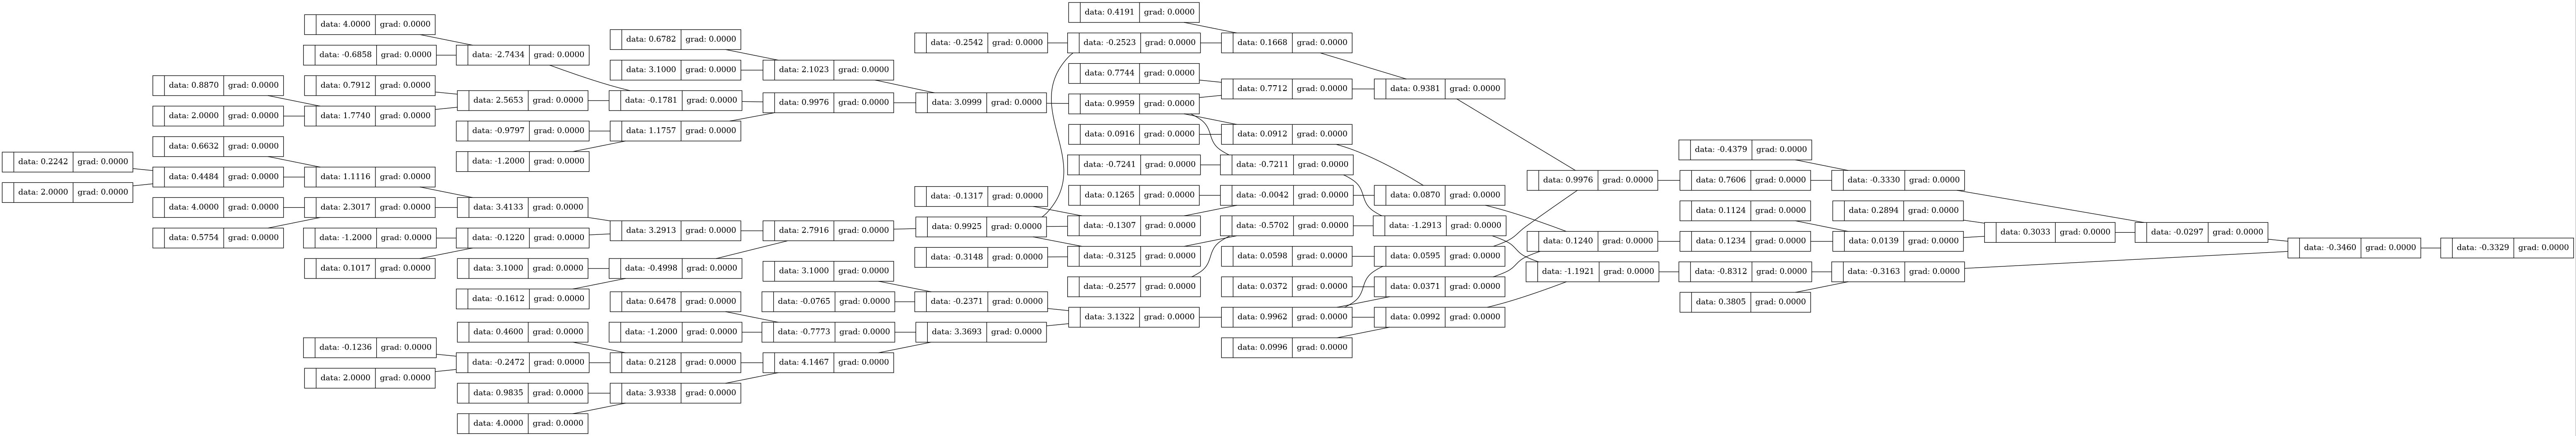 data: 0.4191 grad: 0.0000
data: 4.0000 grad: 0.0000
data: 0.6782 grad: 0.0000
data: -0.2542 grad: 0.0000
data: -0.2523 grad: 0.0000
data: 0.1668 grad: 0.0000
data: -0.6858 grad: 0.0000
data: -2.7434 grad: 0.0000
data: 3.1000 grad: 0.0000
data: 2.1023 grad: 0.0000
data: 0.7744 grad: 0.0000
data: 0.8870 grad: 0.0000
data: 0.7912 grad: 0.0000
data: 0.7712 grad: 0.0000
data: 0.9381 grad: 0.0000
data: 2.5653 grad: 0.0000
data: -0.1781 grad: 0.0000
data: 0.9976 grad: 0.0000
data: 3.0999 grad: 0.0000
data: 0.9959 grad: 0.0000
data: 2.0000 grad: 0.0000
data: 1.7740 grad: 0.0000
data: -0.9797 grad: 0.0000
data: 1.1757 grad: 0.0000
data: 0.0916 grad: 0.0000
data: 0.0912 grad: 0.0000
data: 0.6632 grad: 0.0000
data: -0.4379 grad: 0.0000
data: 0.2242 grad: 0.0000
data: -1.2000 grad: 0.0000
data: -0.7241 grad: 0.0000
data: -0.7211 grad: 0.0000
data: 0.4484 grad: 0.0000
data: 1.1116 grad: 0.0000
data: 0.9976 grad: 0.0000
data: 0.7606 grad: 0.0000
data: -0.3330 grad: 0.0000
data: 2.0000 grad: 0.0000
data: -0.1317 grad: 0.0000
data: 0.1265 grad: 0.0000
data: -0.0042 grad: 0.0000
data: 0.0870 grad: 0.0000
data: 4.0000 grad: 0.0000
data: 2.3017 grad: 0.0000
data: 3.4133 grad: 0.0000
data: 0.1124 grad: 0.0000
data: 0.2894 grad: 0.0000
data: 3.2913 grad: 0.0000
data: 2.7916 grad: 0.0000
data: 0.9925 grad: 0.0000
data: -0.1307 grad: 0.0000
data: -0.5702 grad: 0.0000
data: -1.2913 grad: 0.0000
data: 0.3033 grad: 0.0000
data: -0.0297 grad: 0.0000
data: 0.5754 grad: 0.0000
data: -1.2000 grad: 0.0000
data: -0.1220 grad: 0.0000
data: 0.1240 grad: 0.0000
data: 0.1234 grad: 0.0000
data: 0.0139 grad: 0.0000
data: -0.3460 grad: 0.0000
data: -0.3329 grad: 0.0000
data: -0.3148 grad: 0.0000
data: -0.3125 grad: 0.0000
data: 0.0598 grad: 0.0000
data: 0.0595 grad: 0.0000
data: 0.1017 grad: 0.0000
data: 3.1000 grad: 0.0000
data: -0.4998 grad: 0.0000
data: 3.1000 grad: 0.0000
data: -1.1921 grad: 0.0000
data: -0.8312 grad: 0.0000
data: -0.3163 grad: 0.0000
data: -0.2577 grad: 0.0000
data: 0.0372 grad: 0.0000
data: 0.0371 grad: 0.0000
data: -0.1612 grad: 0.0000
data: 0.6478 grad: 0.0000
data: -0.0765 grad: 0.0000
data: -0.2371 grad: 0.0000
data: 0.3805 grad: 0.0000
data: 3.1322 grad: 0.0000
data: 0.9962 grad: 0.0000
data: 0.0992 grad: 0.0000
data: 0.4600 grad: 0.0000
data: -1.2000 grad: 0.0000
data: -0.7773 grad: 0.0000
data: 3.3693 grad: 0.0000
data: -0.1236 grad: 0.0000
data: 0.0996 grad: 0.0000
data: -0.2472 grad: 0.0000
data: 0.2128 grad: 0.0000
data: 4.1467 grad: 0.0000
data: 2.0000 grad: 0.0000
data: 0.9835 grad: 0.0000
data: 3.9338 grad: 0.0000
data: 4.0000 grad: 0.0000